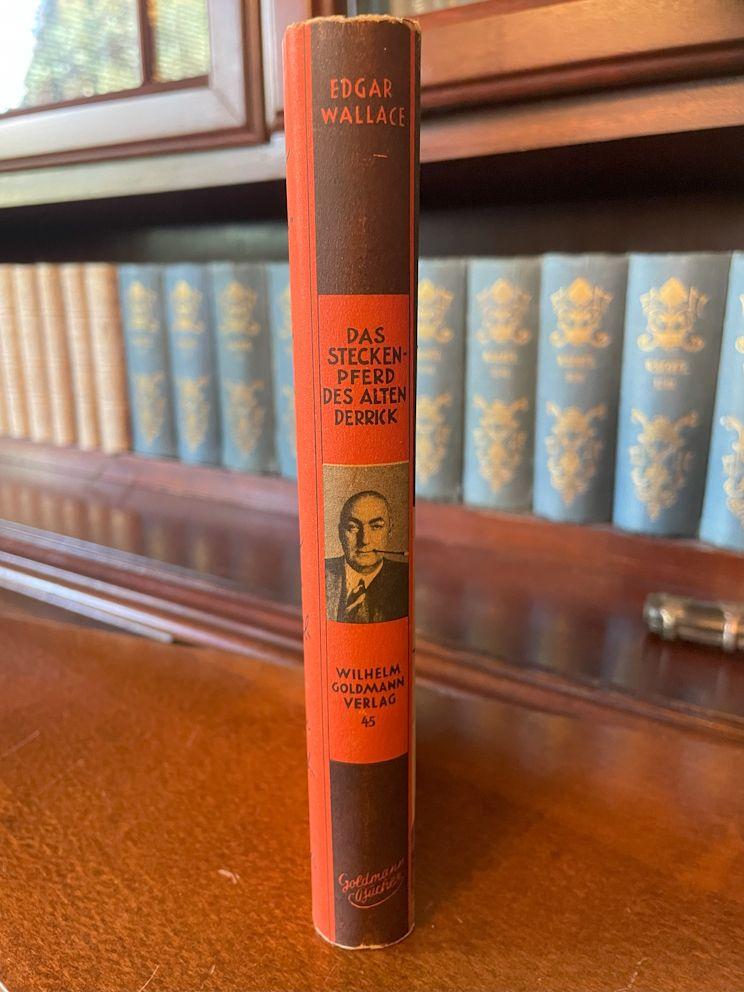 EDGAR
WALLACE
DAS
STECKEN-
PFERD
DES ALTEN
DERRICK
WILHELM
GOLDMANN
VERLAG
45
Goldmann
Bücher